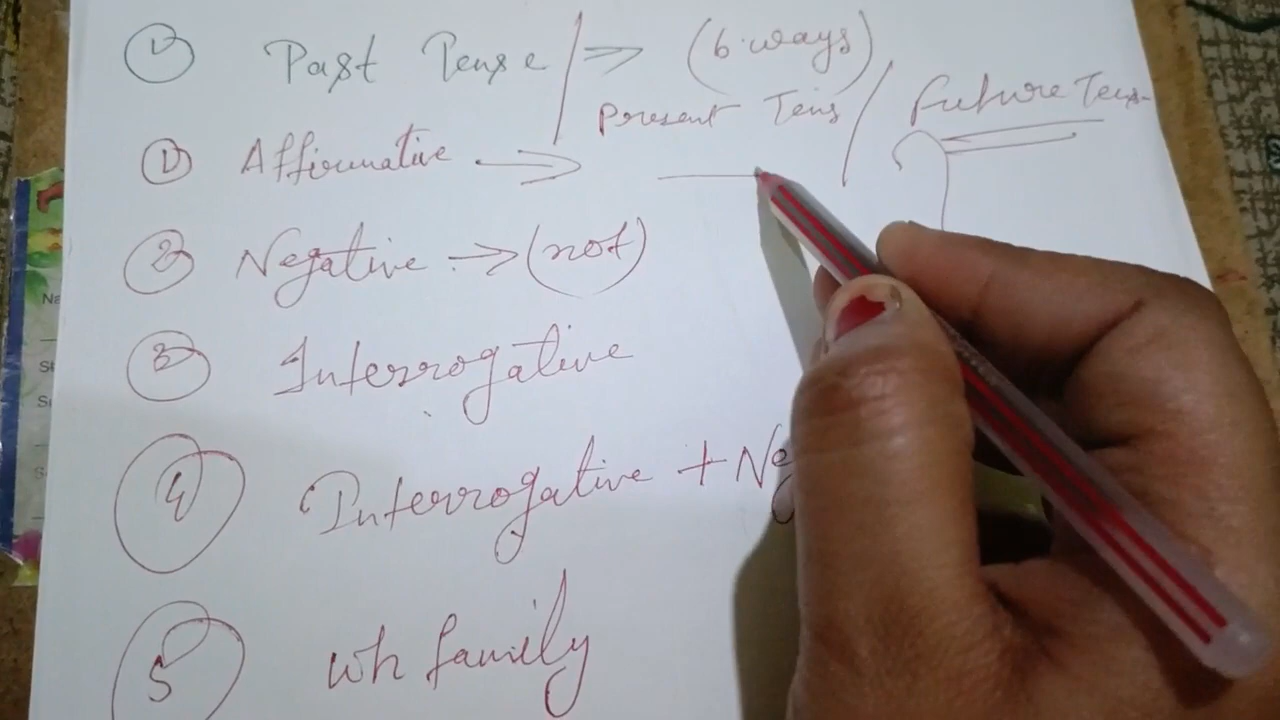 ① Past Tense / => (6 ways)
Present Tens / Future Tens
① Affirmative =>
② Negative -> (not)
③ Interrogative
④ Interrogative + Neg
⑤ Wh family